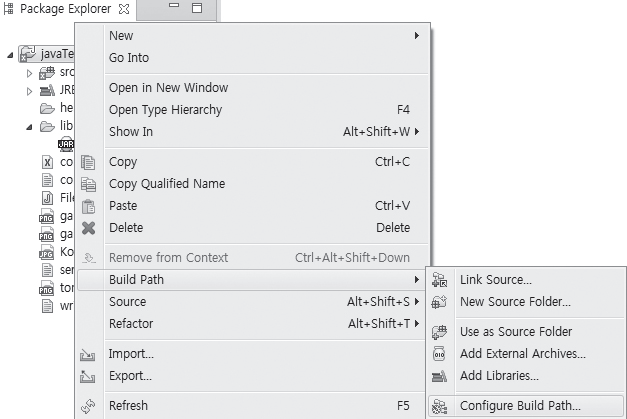 Package Explorer
javaTe
src
JRE
he
lib
co
co
File
ga
ga
Ko
ser
tor
wr
New
Go Into
Open in New Window
Open Type Hierarchy F4
Show In Alt+Shift+W
Copy Ctrl+C
Copy Qualified Name
Paste Ctrl+V
Delete Delete
Remove from Context Ctrl+Alt+Shift+Down
Build Path
Source Alt+Shift+S
Refactor Alt+Shift+T
Import...
Export...
Refresh F5
Link Source...
New Source Folder...
Use as Source Folder
Add External Archives...
Add Libraries...
Configure Build Path...